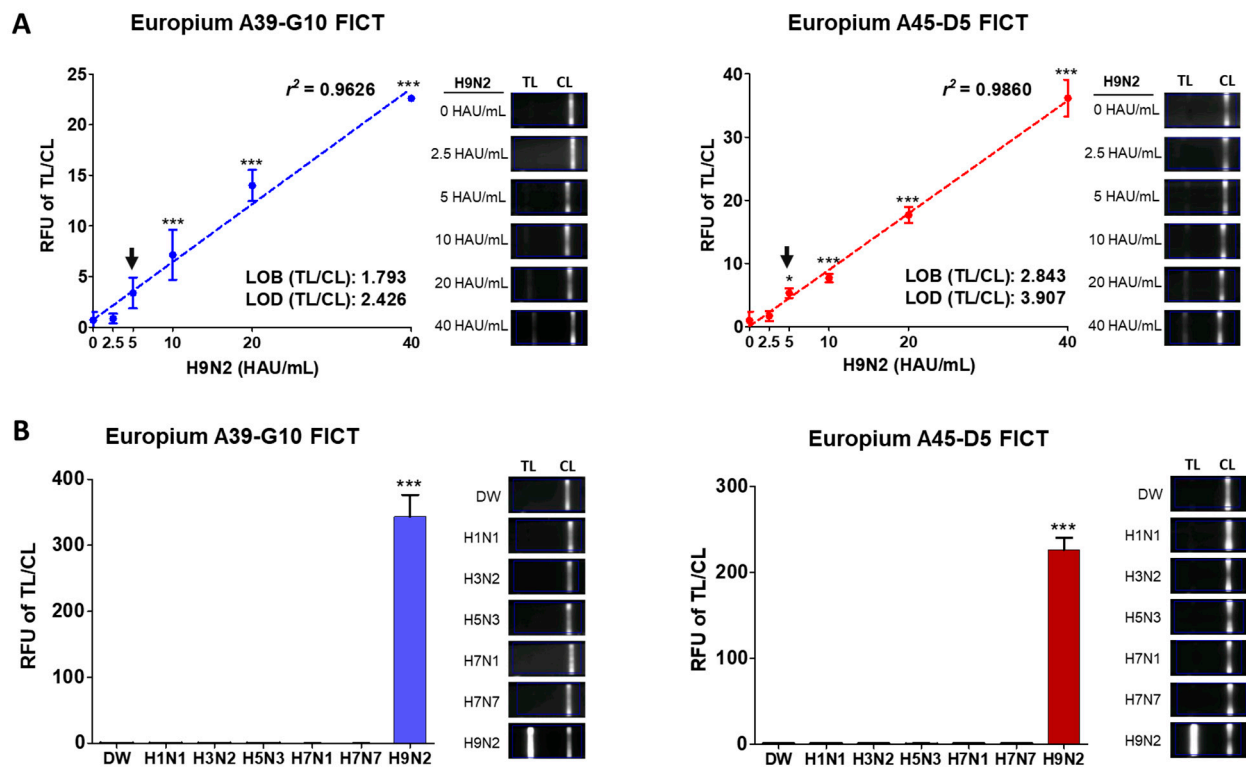 A
Europium A39-G10 FICT
RFU of TL/CL
25
20
15
10
5
0
r² = 0.9626
***
***
***
LOB (TL/CL): 1.793
LOD (TL/CL): 2.426
0 2.5 5 10 20 40
H9N2 (HAU/mL)
H9N2 TL CL
0 HAU/mL
2.5 HAU/mL
5 HAU/mL
10 HAU/mL
20 HAU/mL
40 HAU/mL
Europium A45-D5 FICT
RFU of TL/CL
40
30
20
10
0
r² = 0.9860
***
***
***
*
LOB (TL/CL): 2.843
LOD (TL/CL): 3.907
0 2.5 5 10 20 40
H9N2 (HAU/mL)
H9N2 TL CL
0 HAU/mL
2.5 HAU/mL
5 HAU/mL
10 HAU/mL
20 HAU/mL
40 HAU/mL
B
Europium A39-G10 FICT
RFU of TL/CL
400
300
200
100
0
***
DW H1N1 H3N2 H5N3 H7N1 H7N7 H9N2
TL CL
DW
H1N1
H3N2
H5N3
H7N1
H7N7
H9N2
Europium A45-D5 FICT
RFU of TL/CL
300
200
100
0
***
DW H1N1 H3N2 H5N3 H7N1 H7N7 H9N2
TL CL
DW
H1N1
H3N2
H5N3
H7N1
H7N7
H9N2